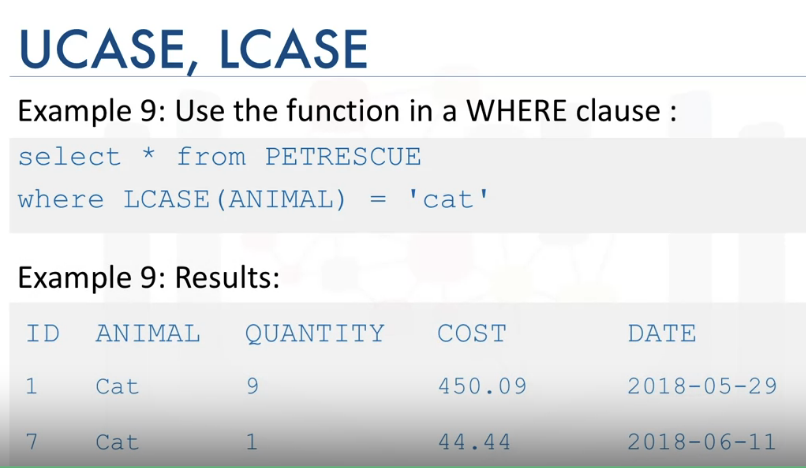 UCASE, LCASE
Example 9: Use the function in a WHERE clause :
select * from PETRESCUE
where LCASE(ANIMAL) = 'cat'
Example 9: Results:
ID ANIMAL QUANTITY COST DATE
1 Cat 9 450.09 2018-05-29
7 Cat 1 44.44 2018-06-11